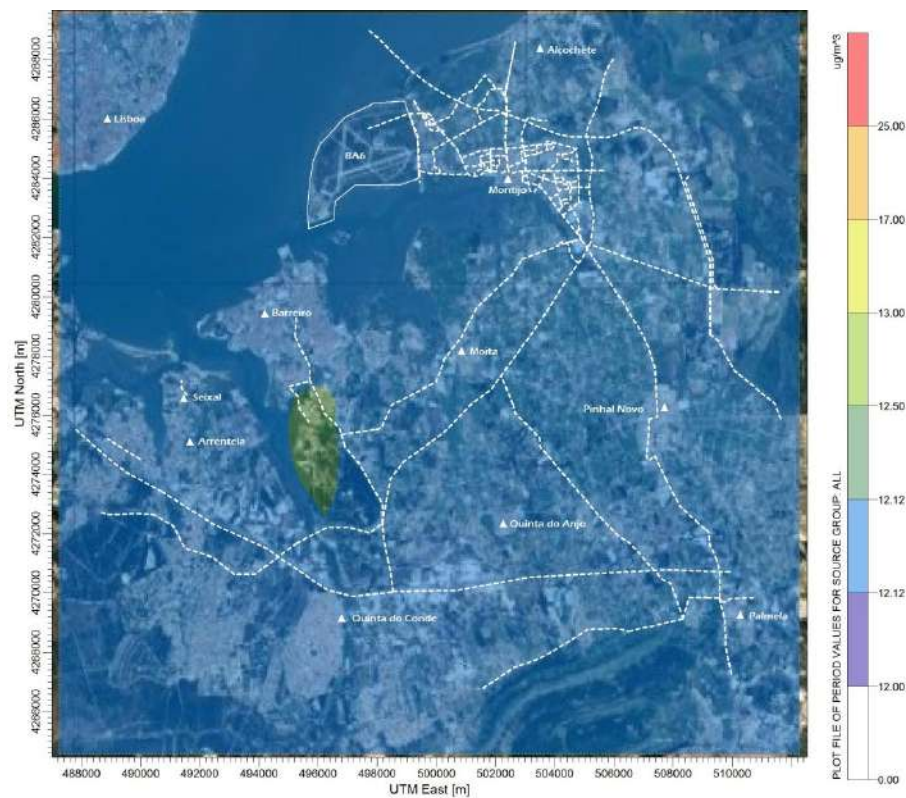 ug/m^3
25.00
17.00
13.00
12.50
12.12
12.12
12.00
0.00
PLOT FILE OF PERIOD VALUES FOR SOURCE GROUP: ALL
UTM North [m]
4288000
4286000
4284000
4282000
4280000
4278000
4276000
4274000
4272000
4270000
4268000
4266000
Alcochete
Lisboa
BA6
Montijo
Barreiro
Moita
Seixal
Pinhal Novo
Arrentela
Quinta do Anjo
Quinta do Conde
Palmela
488000 490000 492000 494000 496000 498000 500000 502000 504000 506000 508000 510000
UTM East [m]